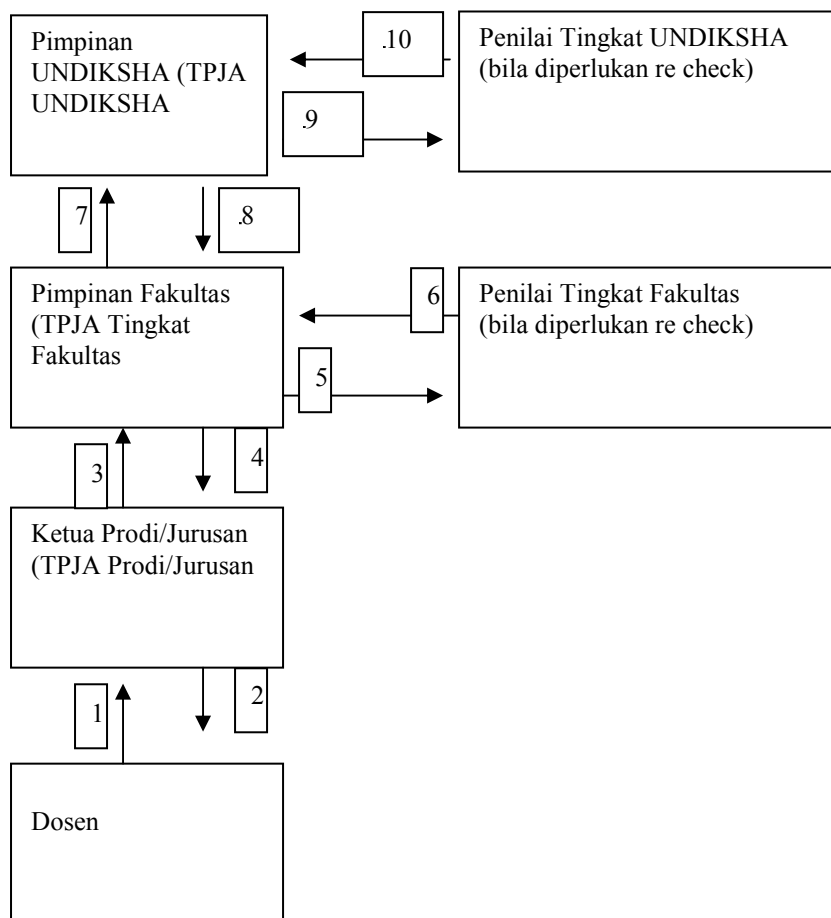 Pimpinan
UNDIKSHA (TPJA
UNDIKSHA
.10
Penilai Tingkat UNDIKSHA
(bila diperlukan re check)
.9
7
.8
Pimpinan Fakultas
(TPJA Tingkat
Fakultas
6
Penilai Tingkat Fakultas
(bila diperlukan re check)
5
3
4
Ketua Prodi/Jurusan
(TPJA Prodi/Jurusan
1
2
Dosen